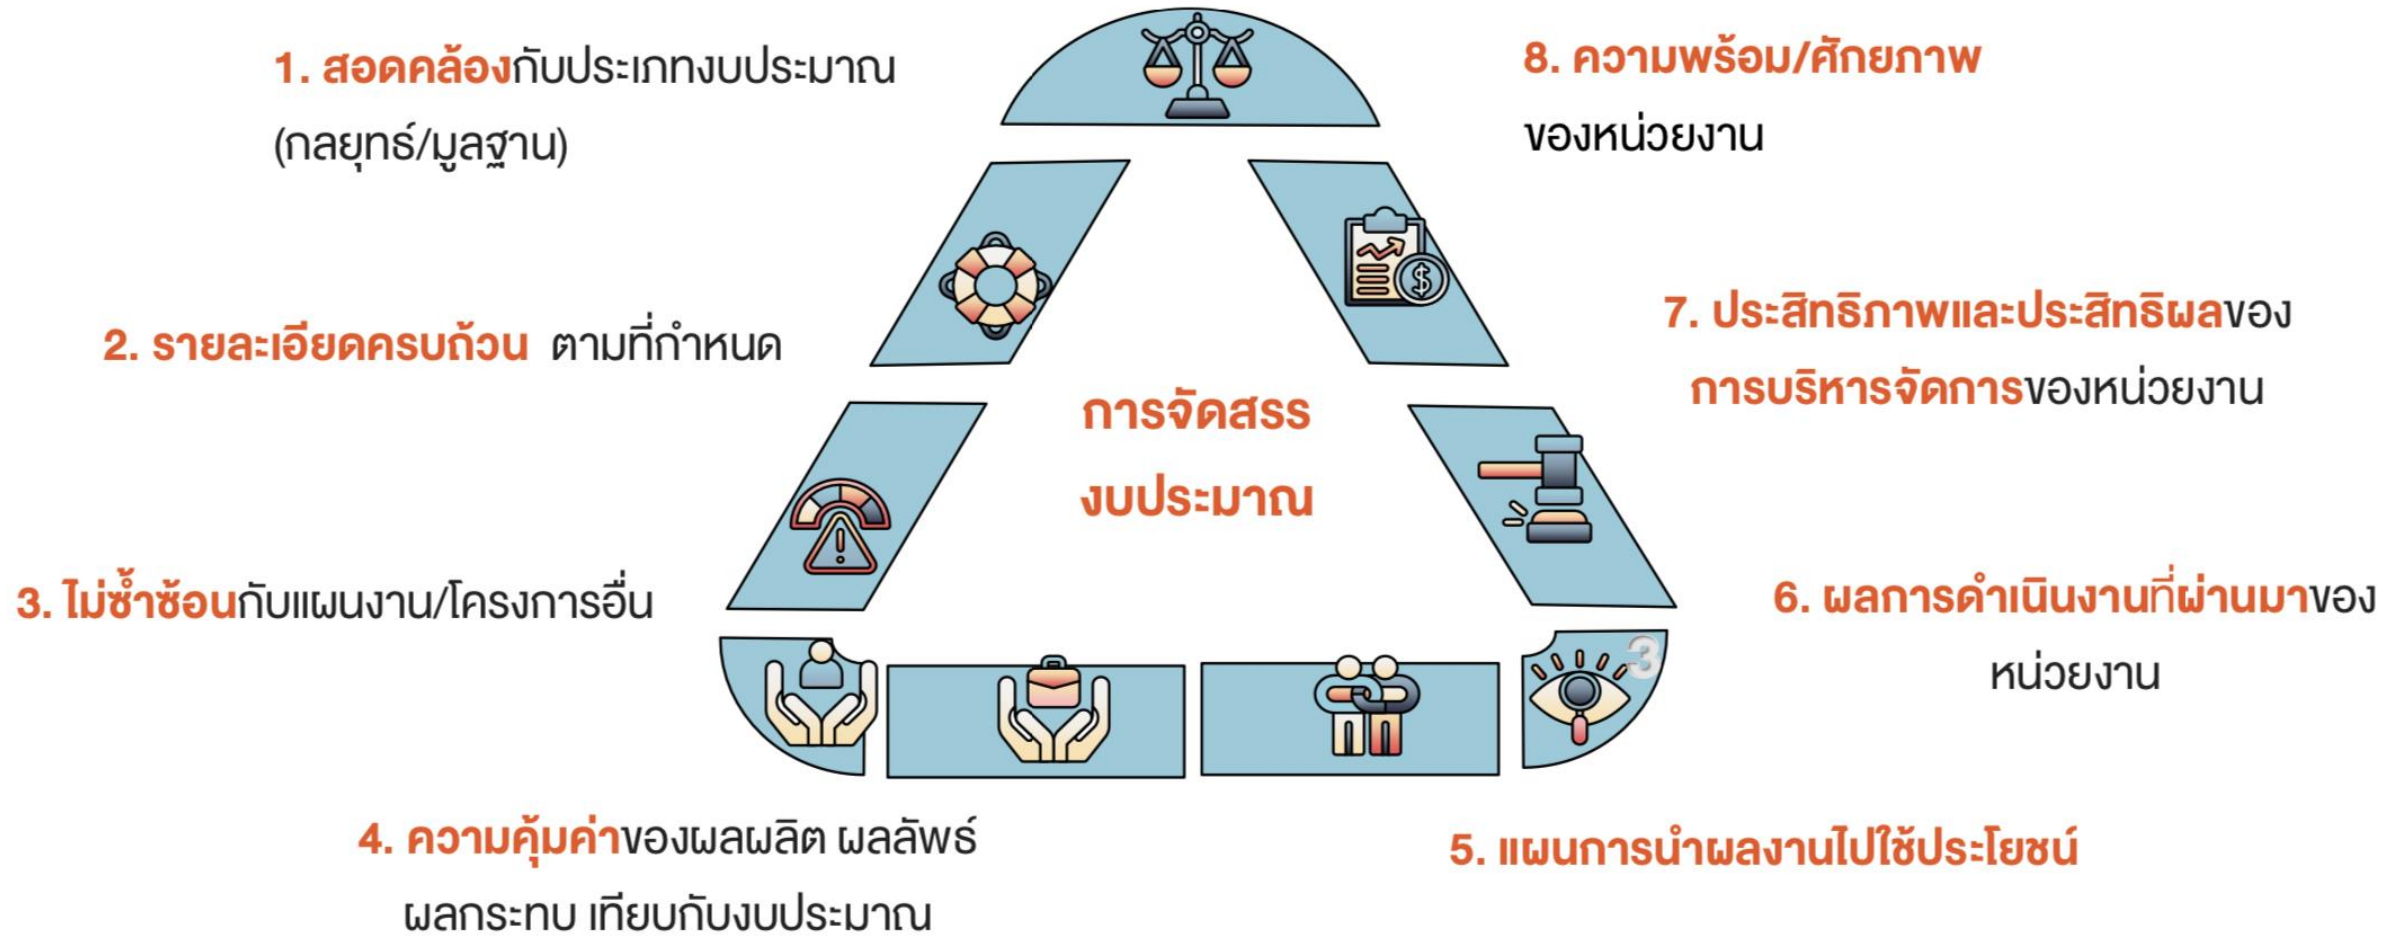 1. สอดคล้องกับประเภทงบประมาณ
(กลยุทธ์/มูลฐาน)
2. รายละเอียดครบถ้วน ตามที่กำหนด
3. ไม่ซ้ำซ้อนกับแผนงาน/โครงการอื่น
4. ความคุ้มค่าของผลผลิต ผลลัพธ์
ผลกระทบ เทียบกับงบประมาณ
การจัดสรร
งบประมาณ
3
5. แผนการนำผลงานไปใช้ประโยชน์
6. ผลการดำเนินงานที่ผ่านมาของ
หน่วยงาน
7. ประสิทธิภาพและประสิทธิผลของ
การบริหารจัดการของหน่วยงาน
8. ความพร้อม/ศักยภาพ
ของหน่วยงาน